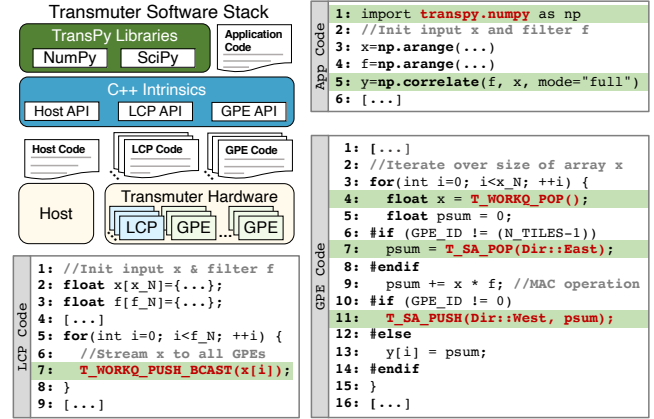 Transmuter Software Stack
TransPy Libraries
NumPy
SciPy
Application
Code
C++ Intrinsics
Host API
LCP API
GPE API
Host Code
LCP Code
GPE Code
Host
Transmuter Hardware
LCP
GPE
...
GPE
App Code
1: import transpy.numpy as np
2: //Init input x and filter f
3: x=np.arange(...)
4: f=np.arange(...)
5: y=np.correlate(f, x, mode="full")
6: [...]
LCP Code
1: //Init input x & filter f
2: float x[x_N]={...};
3: float f[f_N]={...};
4: [...]
5: for(int i=0; i<f_N; ++i) {
6: //Stream x to all GPEs
7: T_WORKQ_PUSH_BCAST(x[i]);
8: }
9: [...]
GPE Code
1: [...]
2: //Iterate over size of array x
3: for(int i=0; i<x_N; ++i) {
4: float x = T_WORKQ_POP();
5: float psum = 0;
6: #if (GPE_ID != (N_TILES-1))
7: psum = T_SA_POP(Dir::East);
8: #endif
9: psum += x * f; //MAC operation
10: #if (GPE_ID != 0)
11: T_SA_PUSH(Dir::West, psum);
12: #else
13: y[i] = psum;
14: #endif
15: }
16: [...]